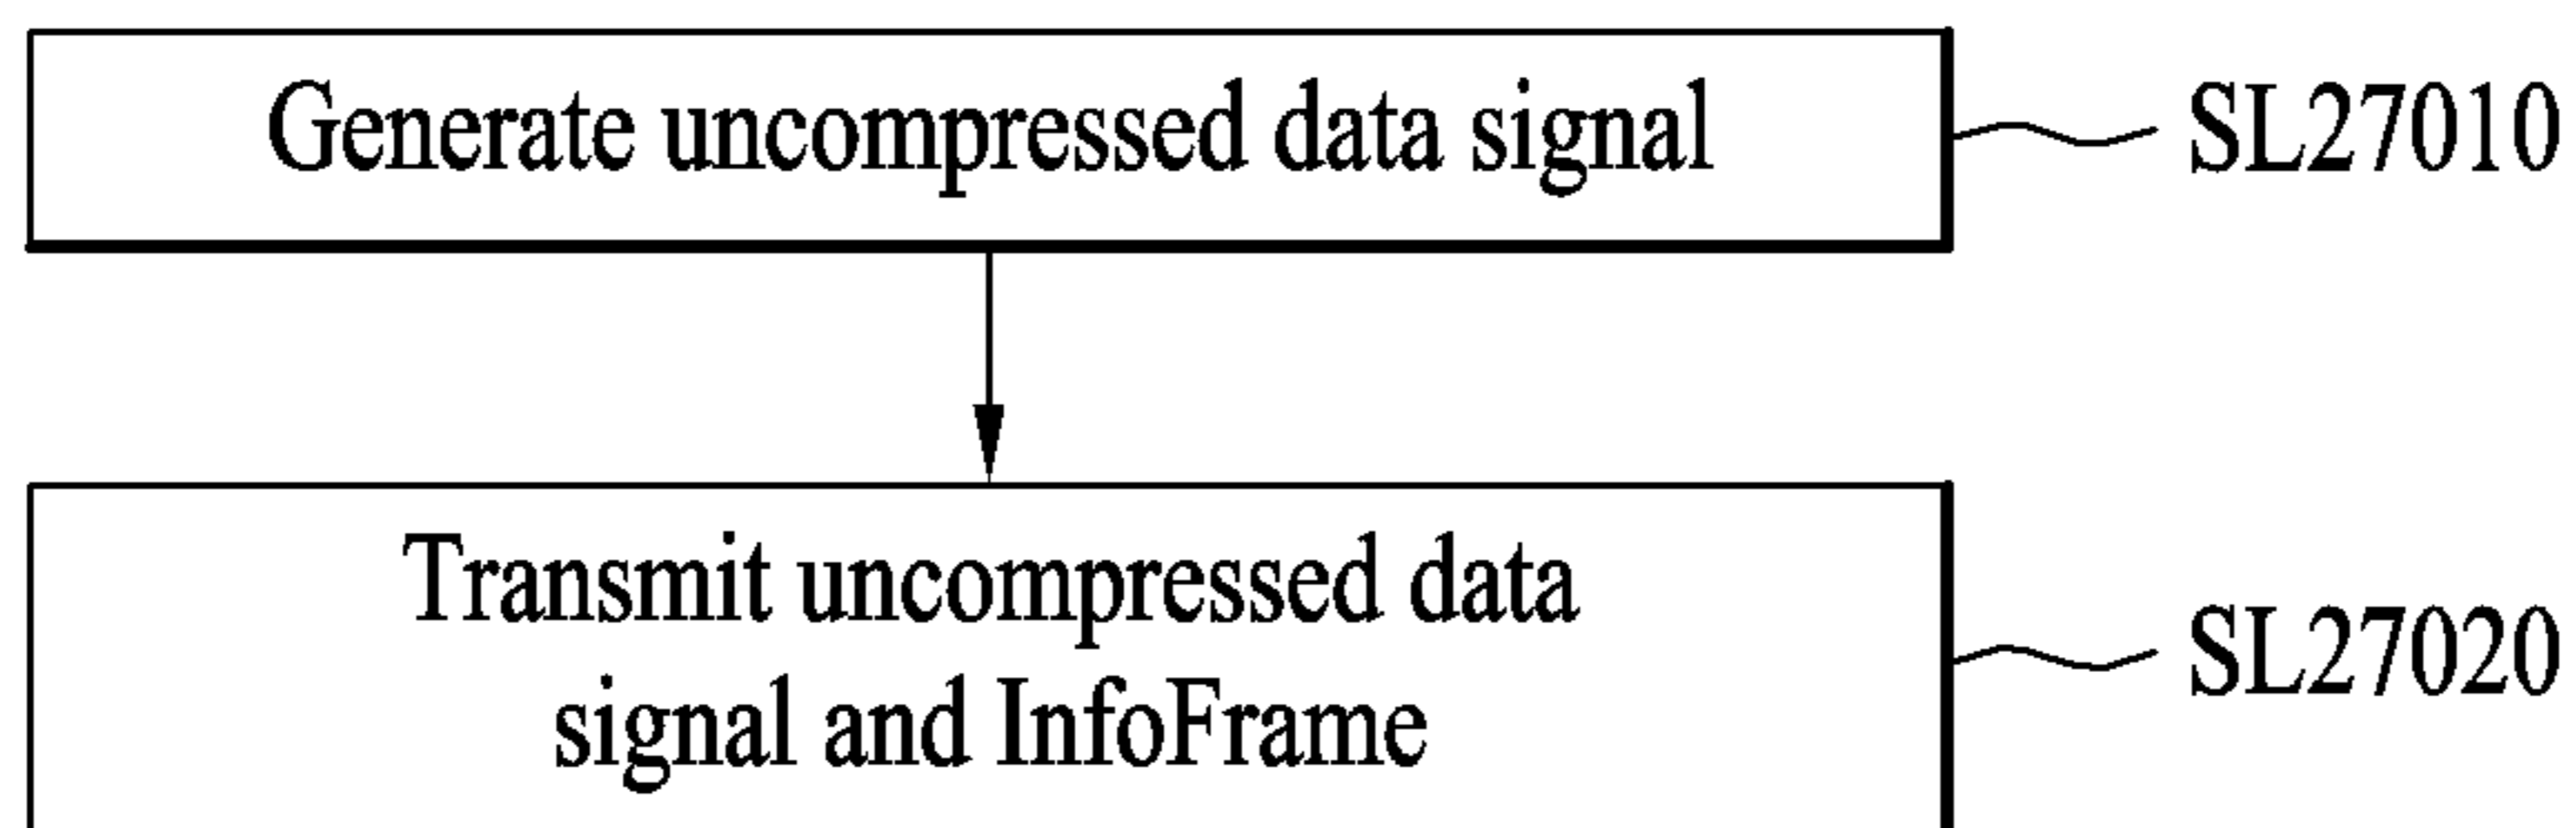 Generate uncompressed data signal
SL27010
Transmit uncompressed data
signal and InfoFrame
SL27020